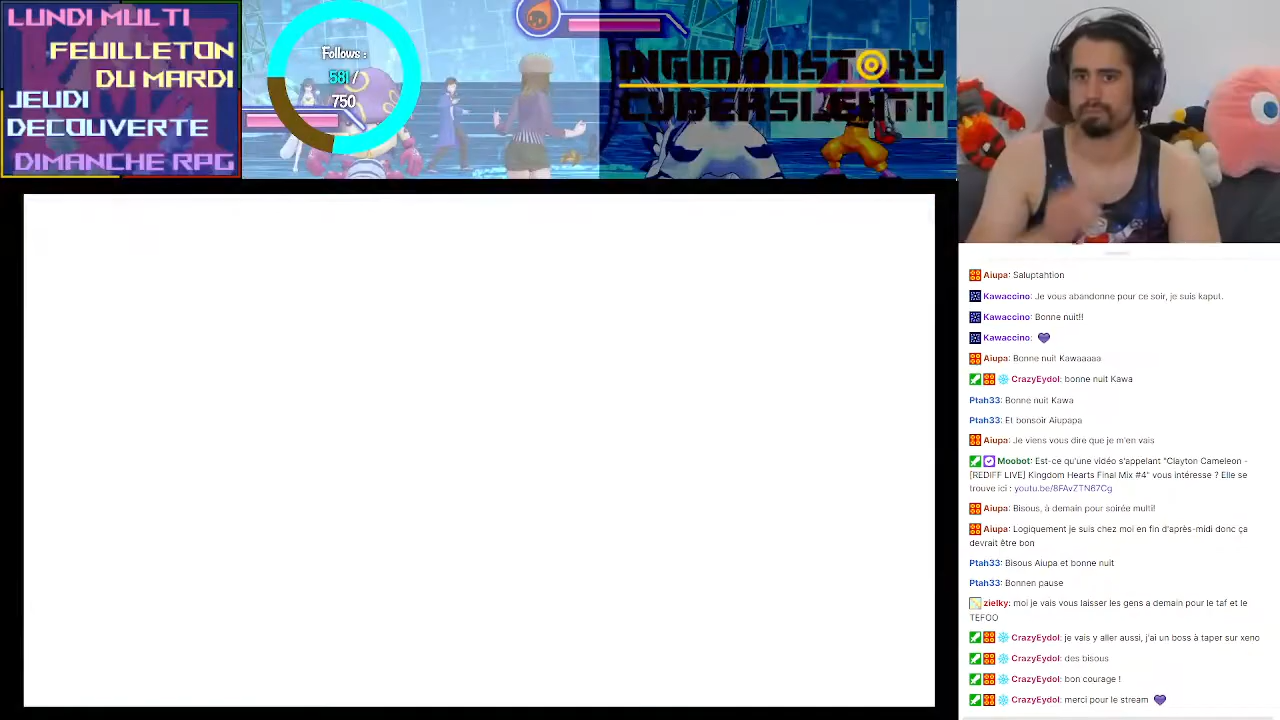 LUNDI MULTI
FEUILLETON
DU MARDI
JEUDI
DECOUVERTE
DIMANCHE RPG
Follows :
581 /
750
DIGIMONSTORY
CYBERSLEUTH
Aiupa: Saluptahtion
Kawaccino: Je vous abandonne pour ce soir, je suis kaput.
Kawaccino: Bonne nuit!!
Kawaccino:
Aiupa: Bonne nuit Kawaaaaa
CrazyEydol: bonne nuit Kawa
Ptah33: Bonne nuit Kawa
Ptah33: Et bonsoir Aiupapa
Aiupa: Je viens vous dire que je m'en vais
Moobot: Est-ce qu'une vidéo s'appelant "Clayton Cameleon -
[REDIFF LIVE] Kingdom Hearts Final Mix #4" vous intéresse ? Elle se
trouve ici : youtu.be/8FAvZTN67Cg
Aiupa: Bisous, à demain pour soirée multi!
Aiupa: Logiquement je suis chez moi en fin d'après-midi donc ça
devrait être bon
Ptah33: Bisous Aiupa et bonne nuit
Ptah33: Bonnen pause
zielky: moi je vais vous laisser les gens a demain pour le taf et le
TEFOO
CrazyEydol: je vais y aller aussi, j'ai un boss à taper sur xeno
CrazyEydol: des bisous
CrazyEydol: bon courage !
CrazyEydol: merci pour le stream